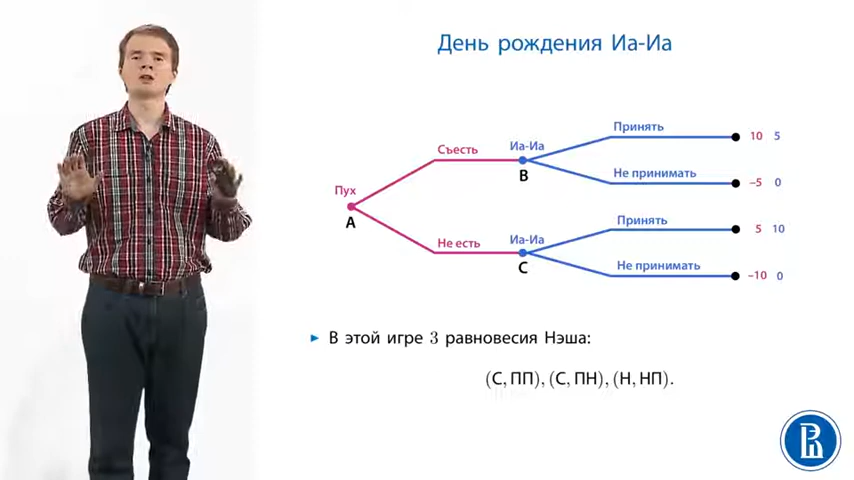 День рождения Иа-Иа
Пух
A
Съесть
Не есть
Иа-Иа
B
Принять
10 5
Не принимать
–5 0
Иа-Иа
C
Принять
5 10
Не принимать
–10 0
В этой игре 3 равновесия Нэша:
(С, ПП), (С, ПН), (Н, НП).